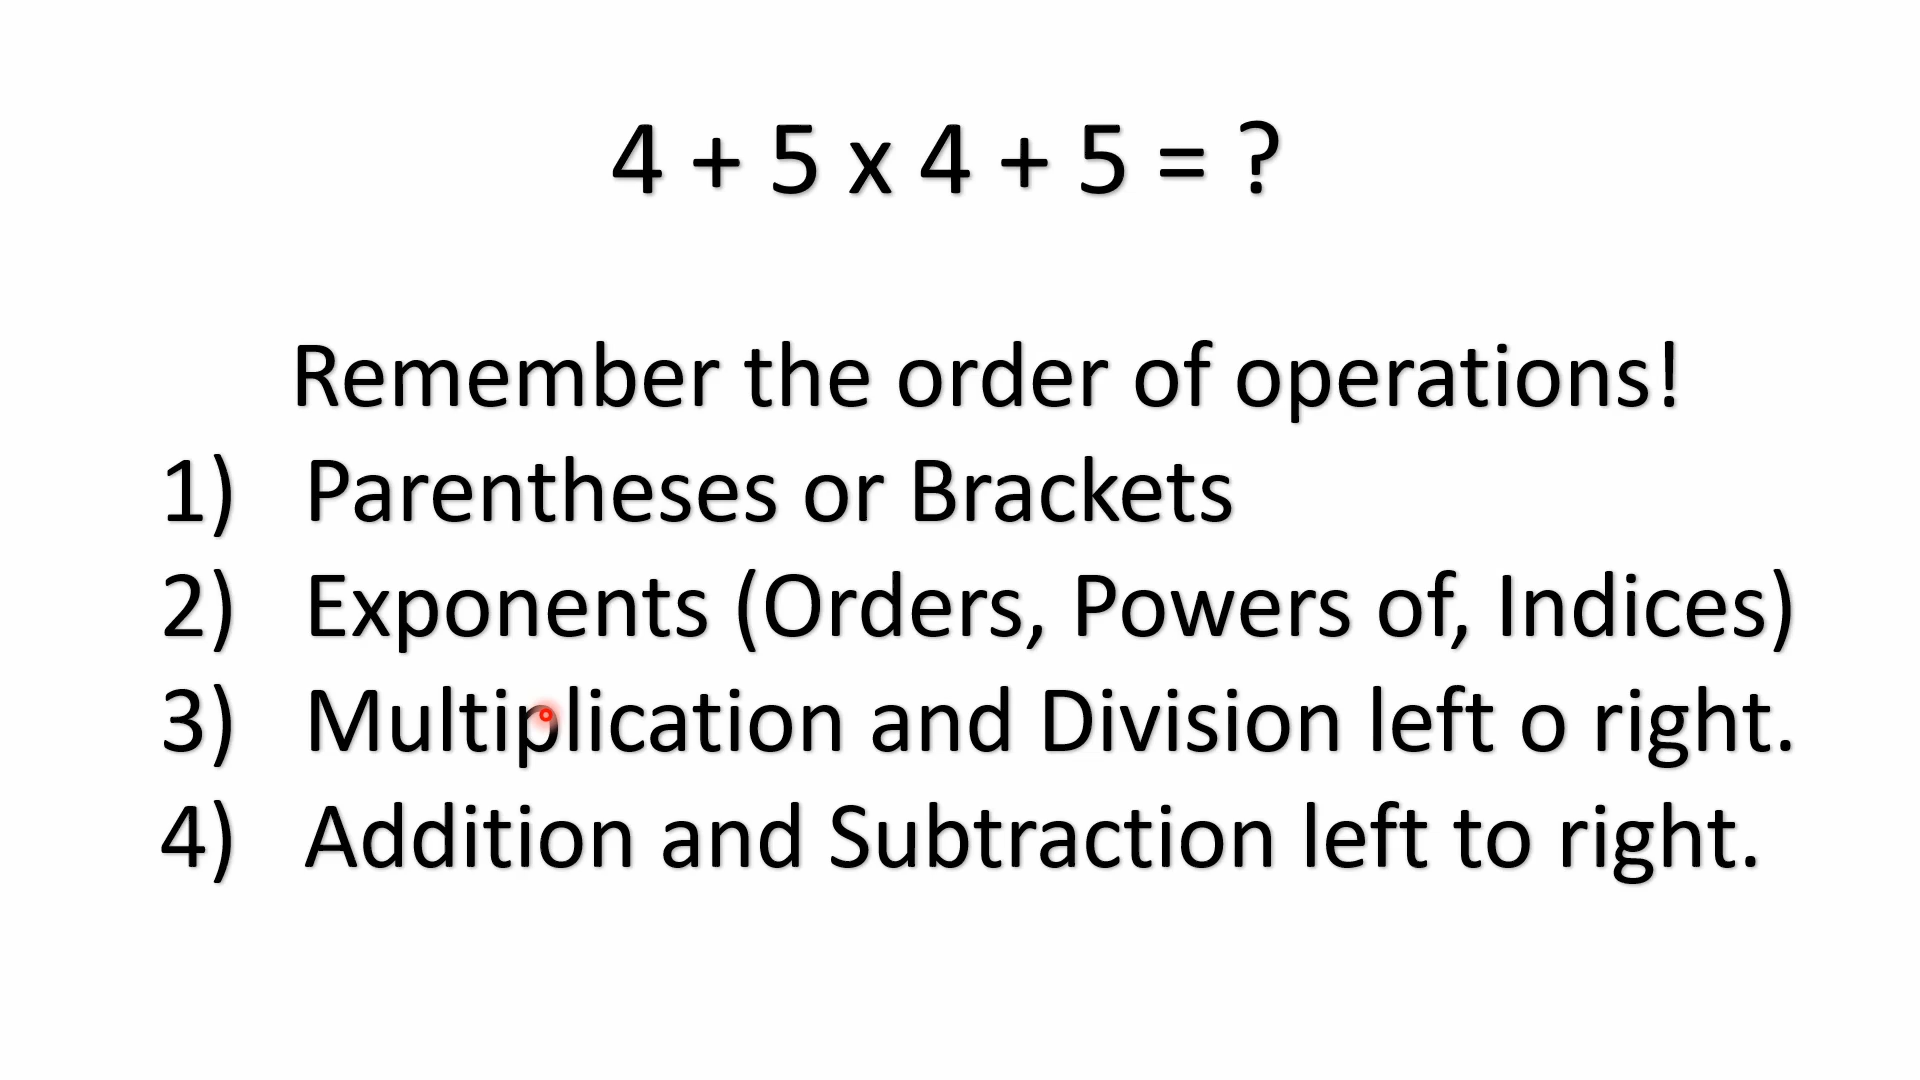 4 + 5 x 4 + 5 = ?
Remember the order of operations!
1) Parentheses or Brackets
2) Exponents (Orders, Powers of, Indices)
3) Multiplication and Division left o right.
4) Addition and Subtraction left to right.